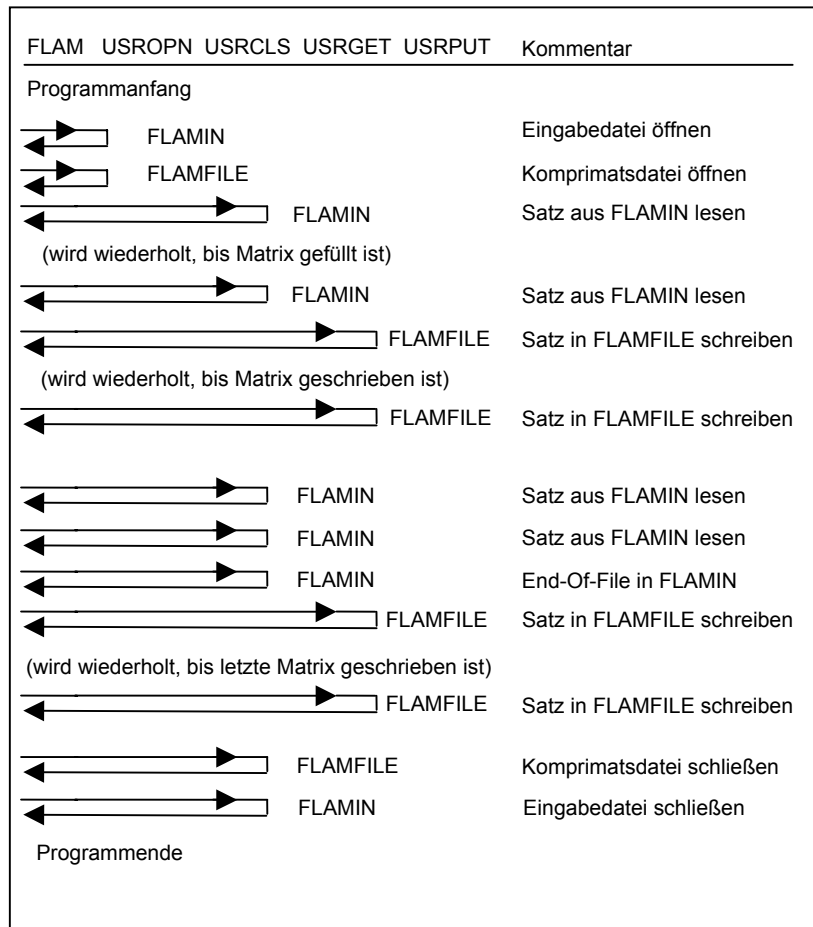 FLAM USROPN USRCLS USRGET USRPUT Kommentar
Programmanfang
FLAMIN Eingabedatei öffnen
FLAMFILE Komprimatsdatei öffnen
FLAMIN Satz aus FLAMIN lesen
(wird wiederholt, bis Matrix gefüllt ist)
FLAMIN Satz aus FLAMIN lesen
FLAMFILE Satz in FLAMFILE schreiben
(wird wiederholt, bis Matrix geschrieben ist)
FLAMFILE Satz in FLAMFILE schreiben
FLAMIN Satz aus FLAMIN lesen
FLAMIN Satz aus FLAMIN lesen
FLAMIN End-Of-File in FLAMIN
FLAMFILE Satz in FLAMFILE schreiben
(wird wiederholt, bis letzte Matrix geschrieben ist)
FLAMFILE Satz in FLAMFILE schreiben
FLAMFILE Komprimatsdatei schließen
FLAMIN Eingabedatei schließen
Programmende